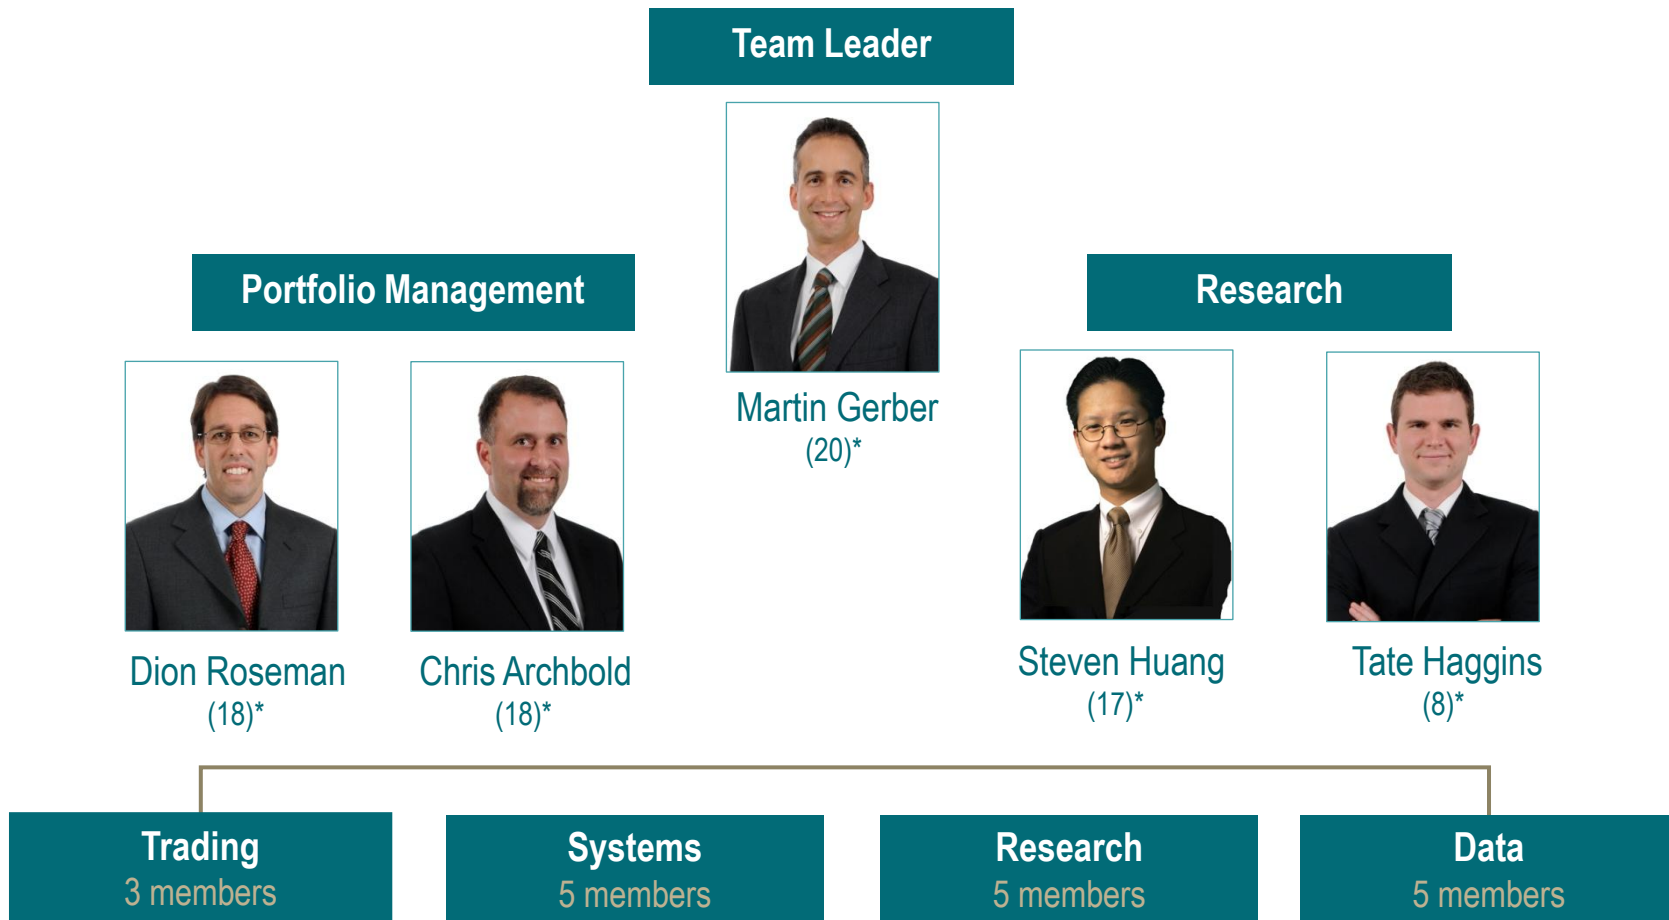 Team Leader
Martin Gerber
(20)*
Portfolio Management
Dion Roseman
(18)*
Chris Archbold
(18)*
Research
Steven Huang
(17)*
Tate Haggins
(8)*
Trading
3 members
Systems
5 members
Research
5 members
Data
5 members